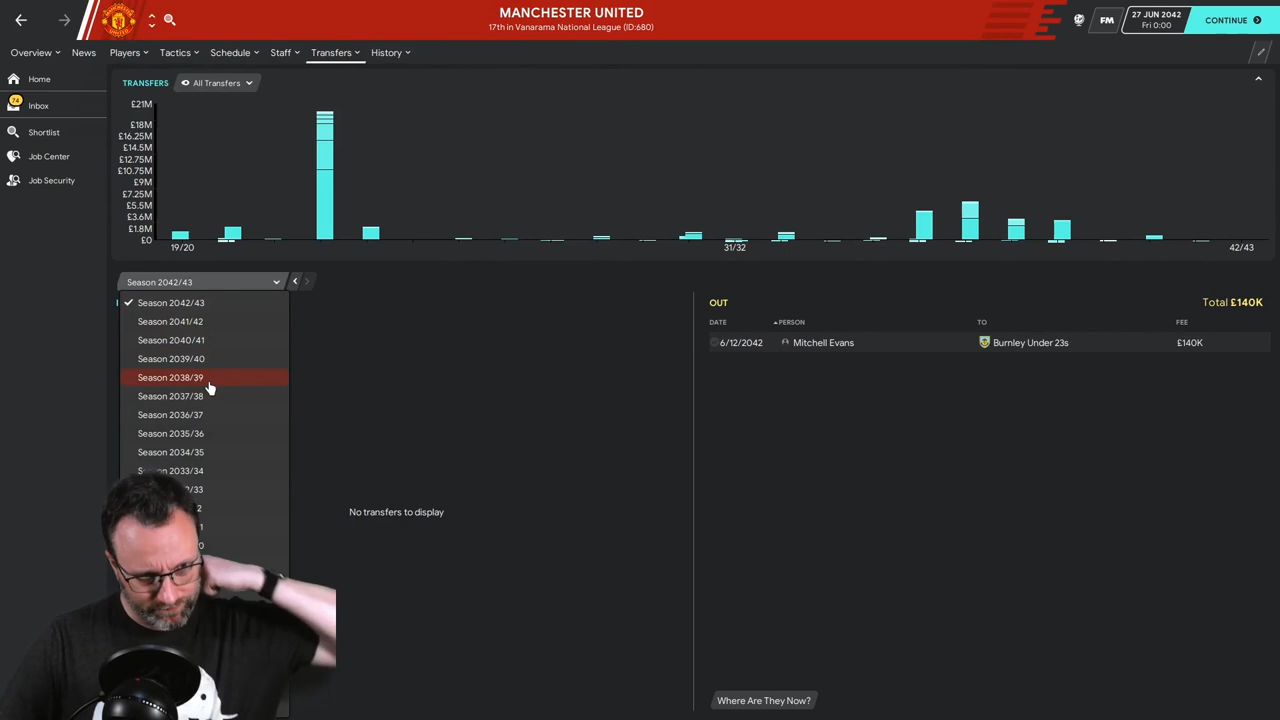 MANCHESTER UNITED
17th in Vanarama National League (ID:680)
FM
27 JUN 2042
Fri 0:00
CONTINUE
Overview
News
Players
Tactics
Schedule
Staff
Transfers
History
Home
74
Inbox
Shortlist
Job Center
Job Security
TRANSFERS
All Transfers
£21M
£18M
£16.25M
£14.5M
£12.75M
£10.75M
£9M
£7.25M
£5.5M
£3.6M
£1.8M
£0
19/20
31/32
42/43
Season 2042/43
Season 2042/43
Season 2041/42
Season 2040/41
Season 2039/40
Season 2038/39
Season 2037/38
Season 2036/37
Season 2035/36
Season 2034/35
Season 2033/34
No transfers to display
OUT
Total £140K
DATE
PERSON
TO
FEE
6/12/2042
Mitchell Evans
Burnley Under 23s
£140K
Where Are They Now?